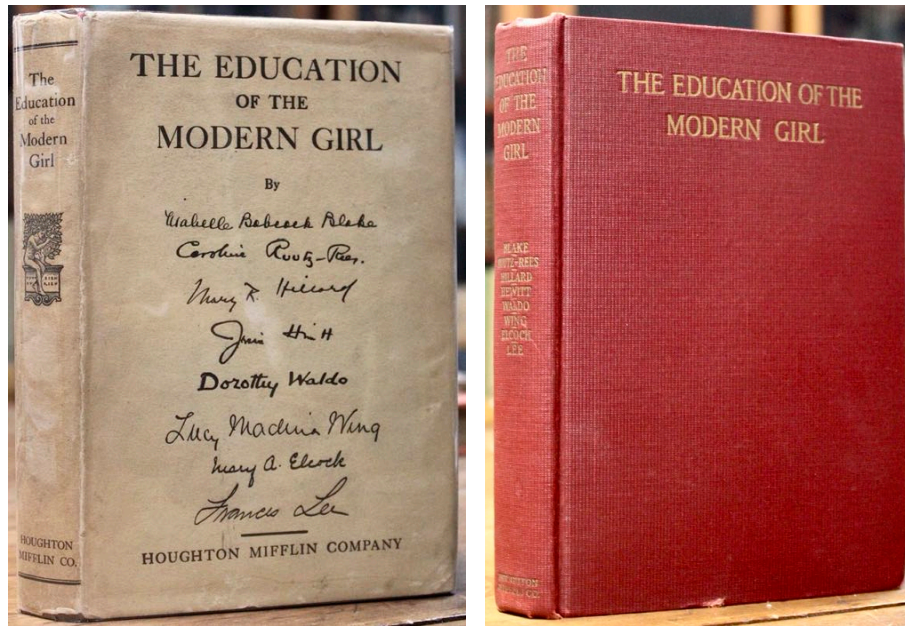 The
Education
of the
Modern
Girl
HOUGHTON
MIFFLIN CO.
THE EDUCATION
OF THE
MODERN GIRL
By
Mabelle Babcock Blake
Caroline Ruutz-Rees.
Mary R. Hillard
Dorothy Waldo
Lucy Madeira Wing
Mary A. Elcock
Frances Lee
HOUGHTON MIFFLIN COMPANY
THE
EDUCATION
OF THE
MODERN
GIRL
BLAKE
RUUTZ-REES
HILLARD
HEWITT
WALDO
WING
ELCOCK
LEE
HOUGHTON
MIFFLIN CO.
THE EDUCATION OF THE
MODERN GIRL